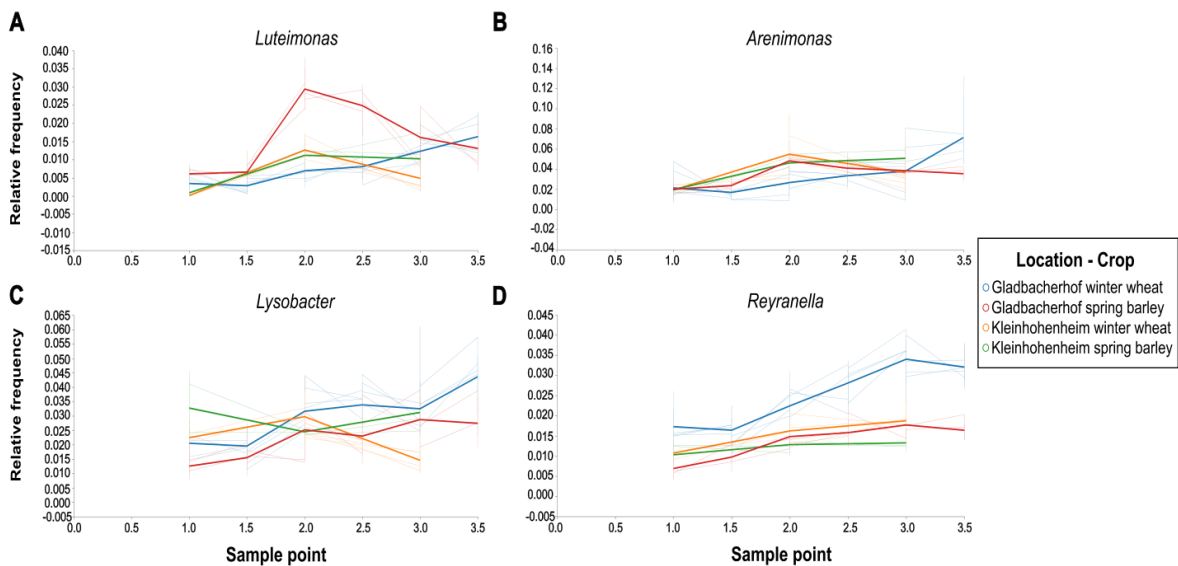 A
Luteimonas
Relative frequency
0.040
0.035
0.030
0.025
0.020
0.015
0.010
0.005
0.000
-0.005
-0.010
-0.015
0.0 0.5 1.0 1.5 2.0 2.5 3.0 3.5
B
Arenimonas
0.16
0.14
0.12
0.10
0.08
0.06
0.04
0.02
0.00
-0.02
-0.04
0.0 0.5 1.0 1.5 2.0 2.5 3.0 3.5
C
Lysobacter
Relative frequency
0.065
0.060
0.055
0.050
0.045
0.040
0.035
0.030
0.025
0.020
0.015
0.010
0.005
0.000
-0.005
0.0 0.5 1.0 1.5 2.0 2.5 3.0 3.5
Sample point
D
Reyranella
0.045
0.040
0.035
0.030
0.025
0.020
0.015
0.010
0.005
0.000
-0.005
0.0 0.5 1.0 1.5 2.0 2.5 3.0 3.5
Sample point
Location - Crop
Gladbacherhof winter wheat
Gladbacherhof spring barley
Kleinhohenheim winter wheat
Kleinhohenheim spring barley